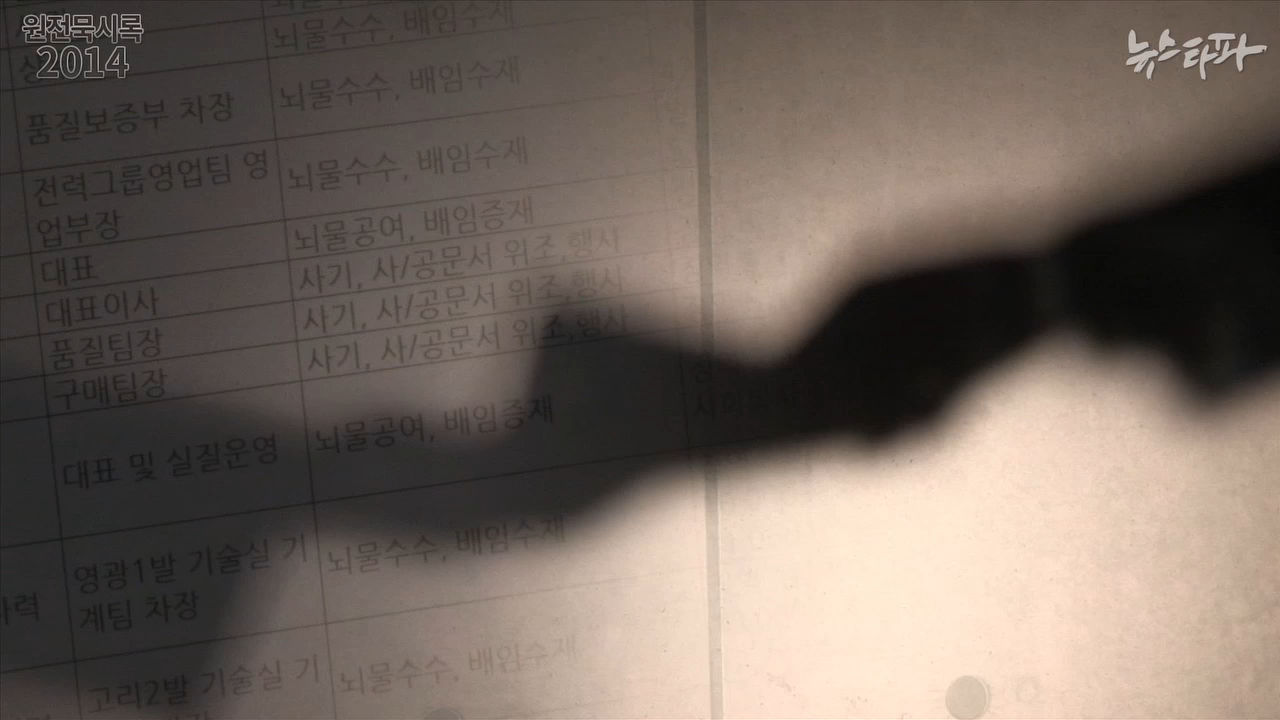 원전묵시록
2014
뉴스타파
뇌물수수, 배임수재
품질보증부 차장
뇌물수수, 배임수재
전력그룹영업팀 영
업부장
뇌물수수, 배임수재
대표
뇌물공여, 배임증재
대표이사
사기, 사/공문서 위조,행사
품질팀장
사기, 사/공문서 위조,행사
구매팀장
사기, 사/공문서 위조,행사
대표 및 실질운영
뇌물공여, 배임증재
영광1발 기술실 기
계팀 차장
뇌물수수, 배임수재
고리2발 기술실 기
뇌물수수, 배임수재